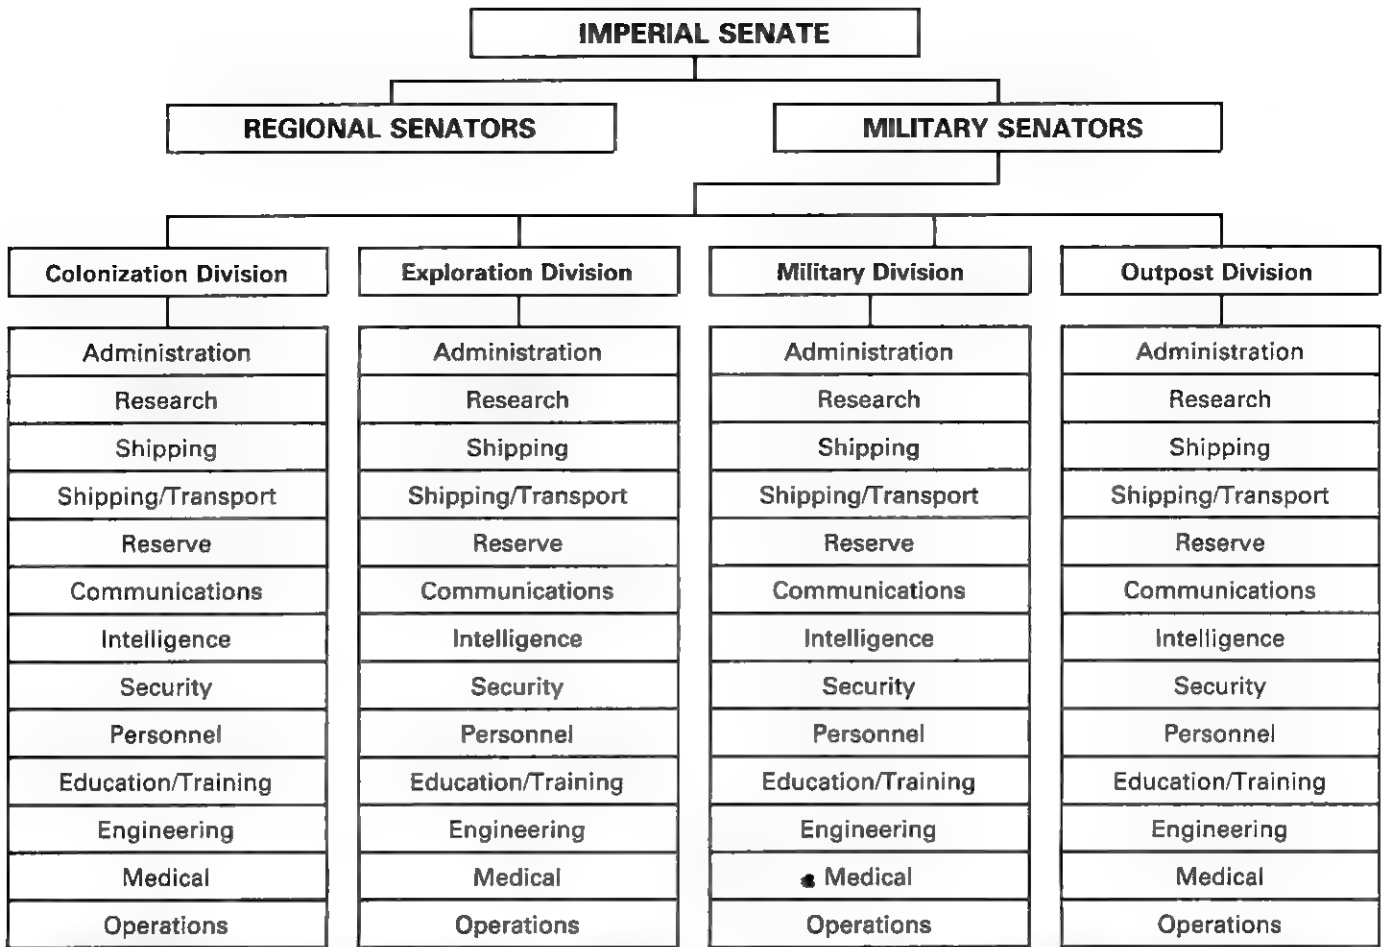 IMPERIAL SENATE
REGIONAL SENATORS
MILITARY SENATORS
Colonization Division
Administration
Research
Shipping
Shipping/Transport
Reserve
Communications
Intelligence
Security
Personnel
Education/Training
Engineering
Medical
Operations
Exploration Division
Administration
Research
Shipping
Shipping/Transport
Reserve
Communications
Intelligence
Security
Personnel
Education/Training
Engineering
Medical
Operations
Military Division
Administration
Research
Shipping
Shipping/Transport
Reserve
Communications
Intelligence
Security
Personnel
Education/Training
Engineering
Medical
Operations
Outpost Division
Administration
Research
Shipping
Shipping/Transport
Reserve
Communications
Intelligence
Security
Personnel
Education/Training
Engineering
Medical
Operations